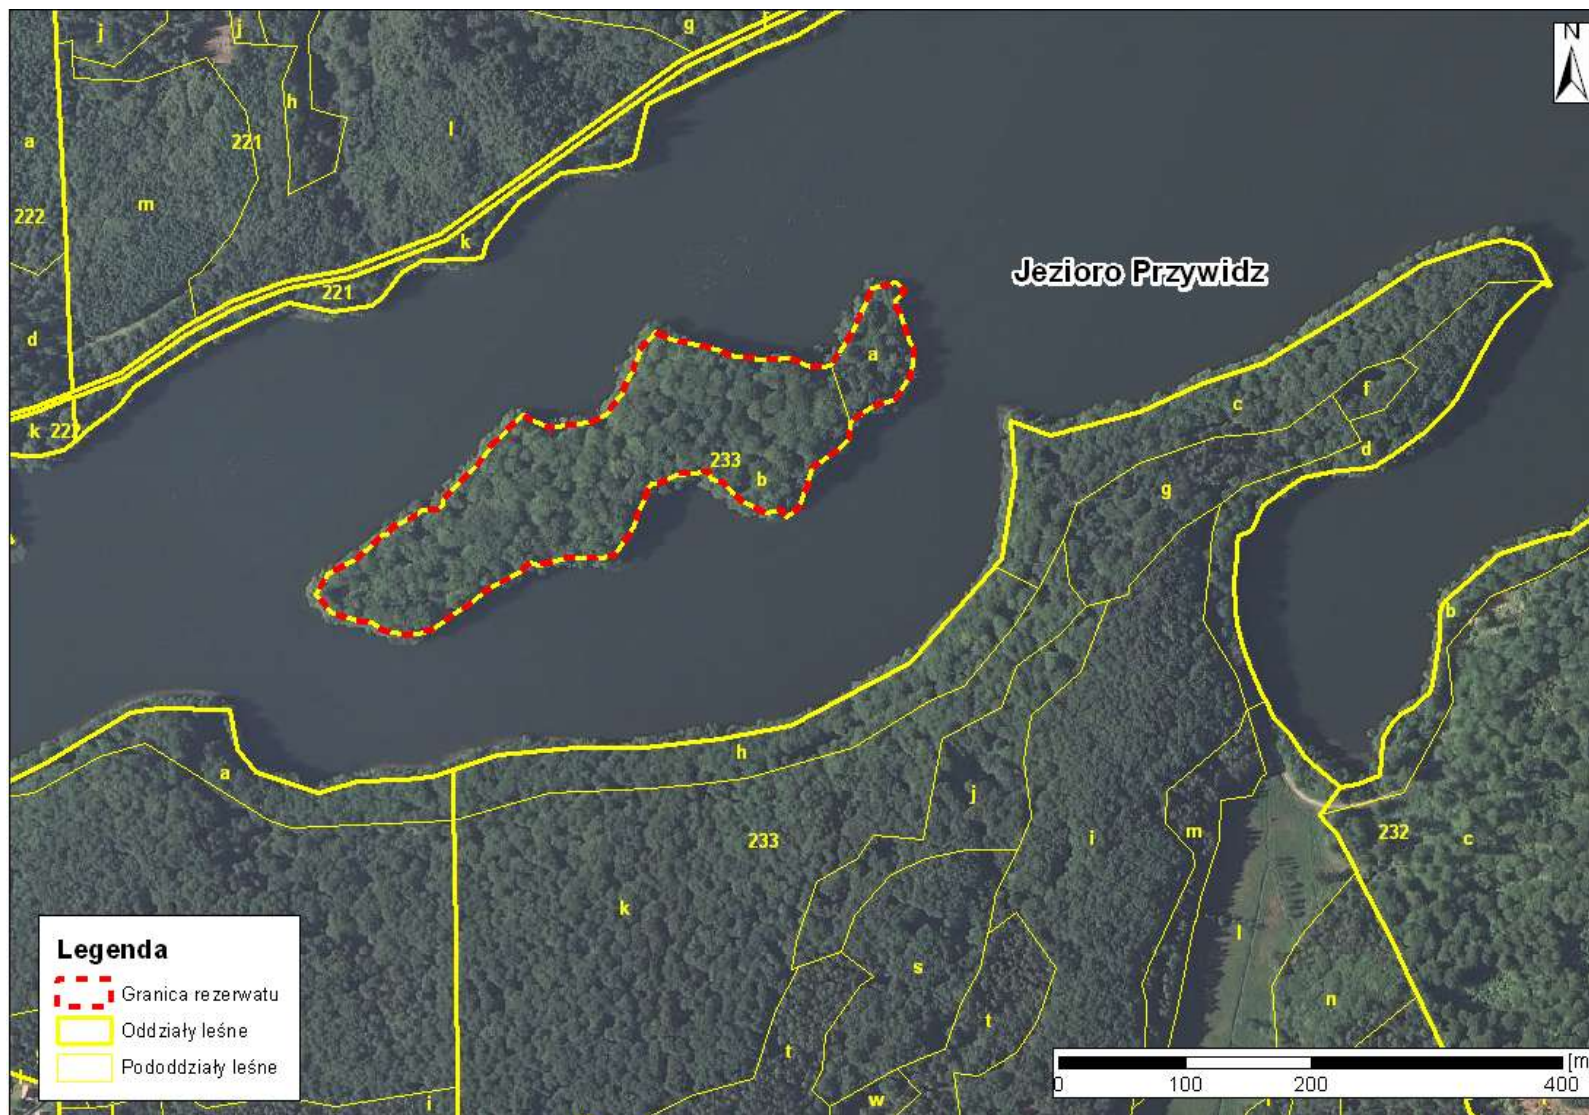 j
j
g
N
h
221
l
a
m
222
k
221
Jezioro Przywidz
d
a
f
c
k
222
d
233
b
g
b
h
a
j
233
m
i
232
c
k
l
s
n
t
t
i
w
Legenda
Granica rezerwatu
Oddziały leśne
Pododdziały leśne
[m
0
100
200
400